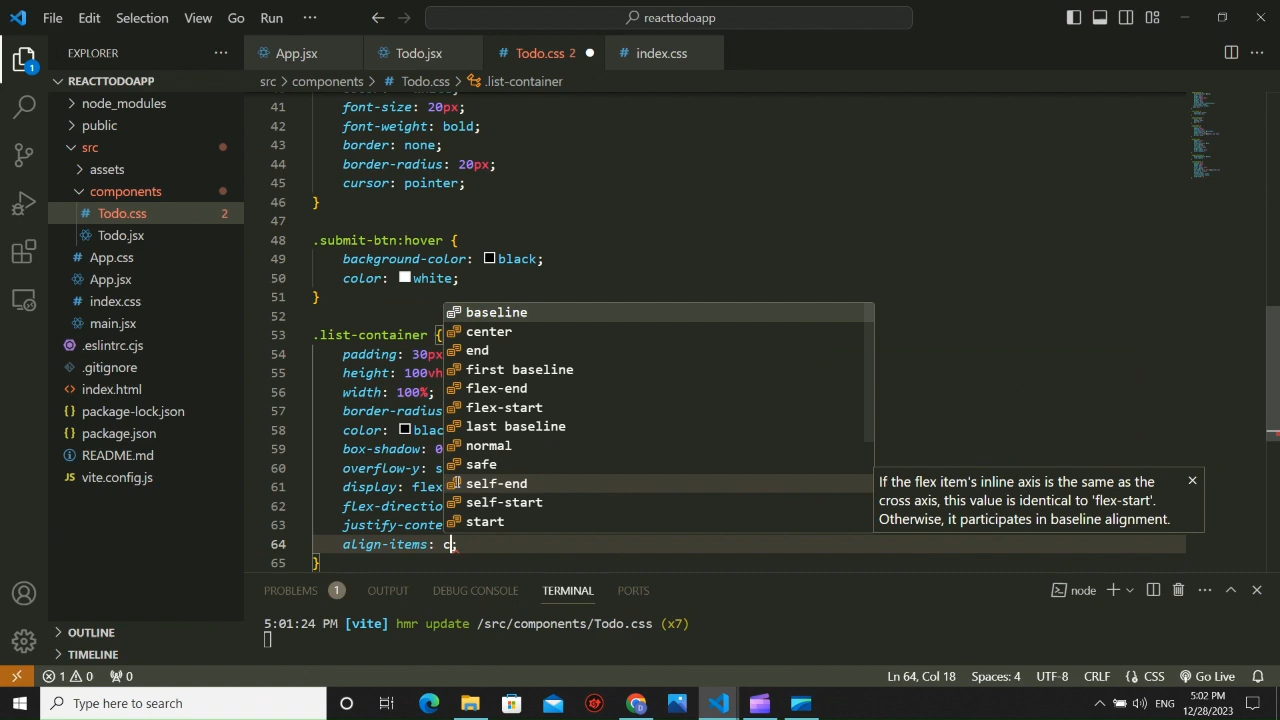 File Edit Selection View Go Run ··· reacttodoapp
EXPLORER ···
App.jsx Todo.jsx Todo.css 2 index.css
src > components > Todo.css > .list-container
REACTTODOAPP
node_modules
public
src
assets
components
Todo.css 2
Todo.jsx
App.css
App.jsx
index.css
main.jsx
.eslintrc.cjs
.gitignore
index.html
package-lock.json
package.json
README.md
vite.config.js
OUTLINE
TIMELINE
41 font-size: 20px;
42 font-weight: bold;
43 border: none;
44 border-radius: 20px;
45 cursor: pointer;
46 }
47
48 .submit-btn:hover {
49 background-color: black;
50 color: white;
51 }
52
53 .list-container {
54 padding: 30px
55 height: 100vh
56 width: 100%;
57 border-radius
58 color: blac
59 box-shadow: 0
60 overflow-y: s
61 display: flex
62 flex-directio
63 justify-conte
64 align-items: c;
65 }
baseline
center
end
first baseline
flex-end
flex-start
last baseline
normal
safe
self-end
self-start
start
If the flex item's inline axis is the same as the
cross axis, this value is identical to 'flex-start'.
Otherwise, it participates in baseline alignment.
PROBLEMS 1 OUTPUT DEBUG CONSOLE TERMINAL PORTS node
5:01:24 PM [vite] hmr update /src/components/Todo.css (x7)
1 0 0 Ln 64, Col 18 Spaces: 4 UTF-8 CRLF CSS Go Live
Type here to search
5:02 PM
12/28/2023